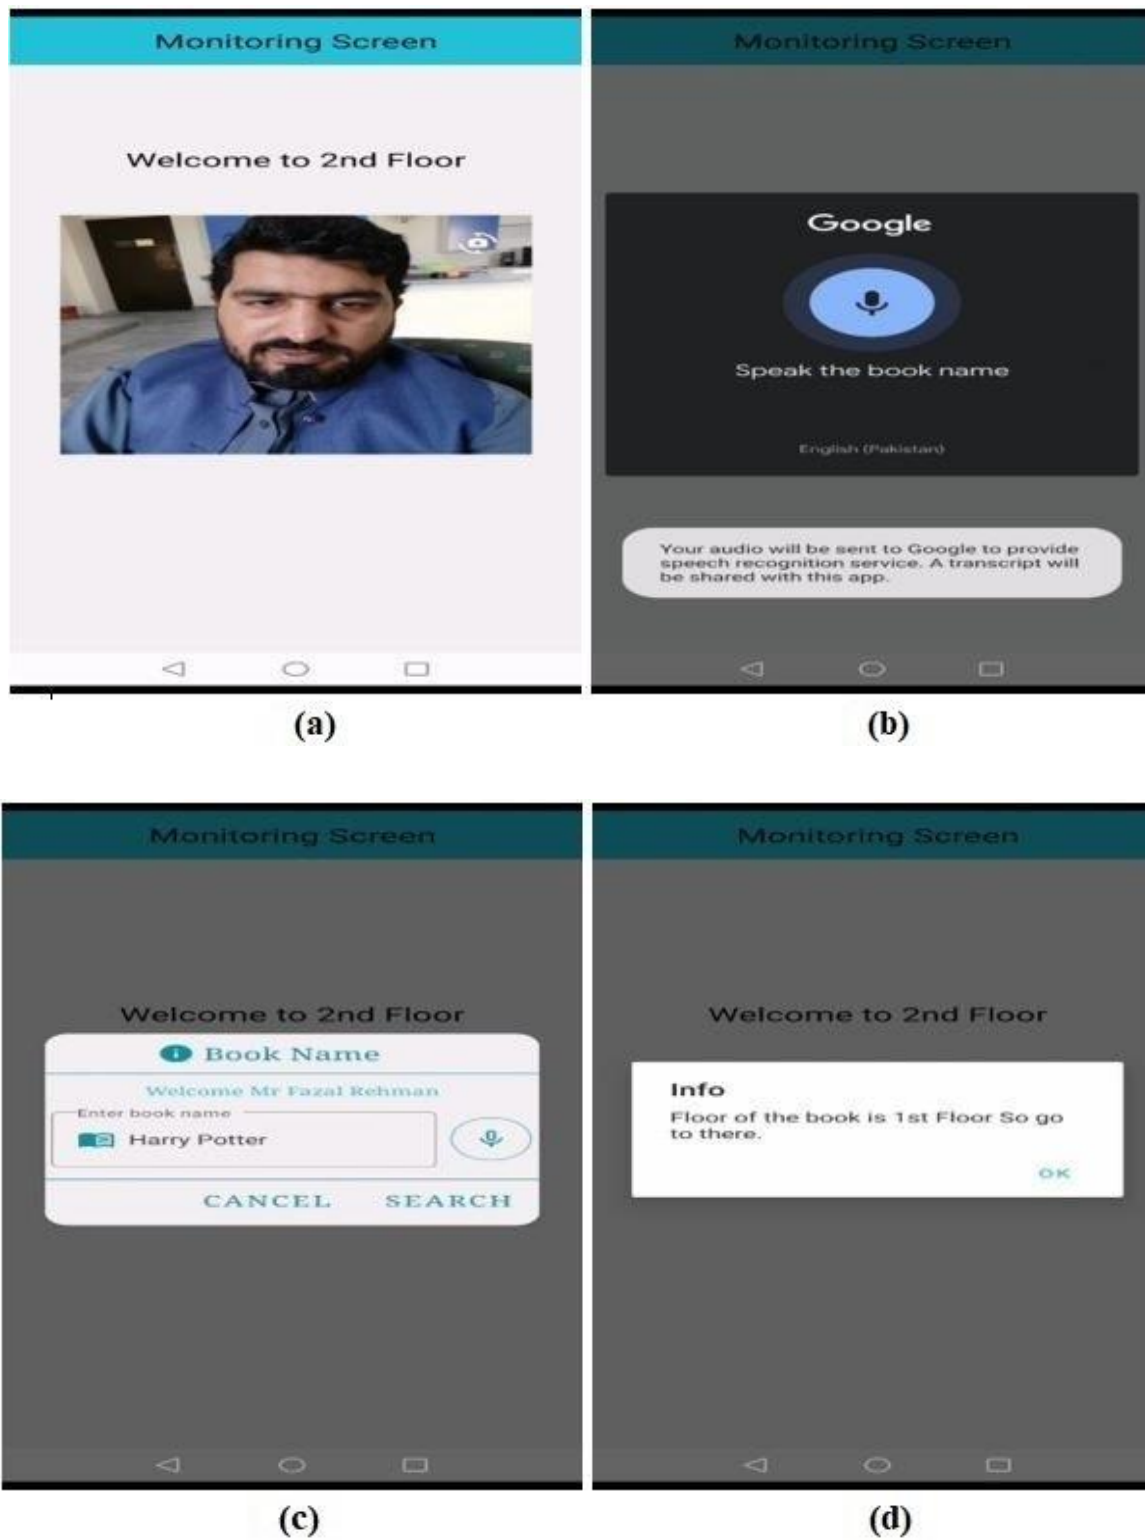 Monitoring Screen
Welcome to 2nd Floor
(a)
Monitoring Screen
Google
Speak the book name
English (Pakistan)
Your audio will be sent to Google to provide
speech recognition service. A transcript will
be shared with this app.
(b)
Monitoring Screen
Welcome to 2nd Floor
Book Name
Welcome Mr Fazal Rehman
Enter book name
Harry Potter
CANCEL SEARCH
(c)
Monitoring Screen
Welcome to 2nd Floor
Info
Floor of the book is 1st Floor So go
to there.
OK
(d)